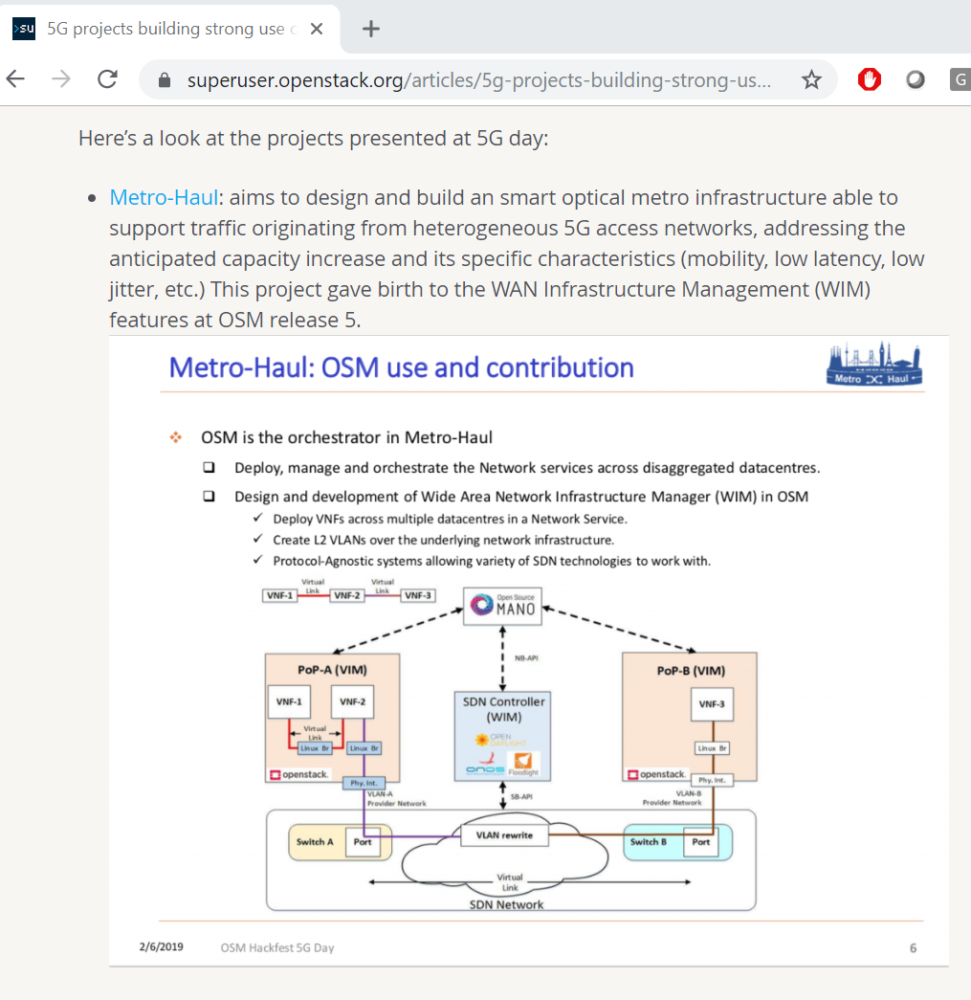 >su 5G projects building strong use c
superuser.openstack.org/articles/5g-projects-building-strong-us...
G
Here's a look at the projects presented at 5G day:
Metro-Haul: aims to design and build an smart optical metro infrastructure able to
support traffic originating from heterogeneous 5G access networks, addressing the
anticipated capacity increase and its specific characteristics (mobility, low latency, low
jitter, etc.) This project gave birth to the WAN Infrastructure Management (WIM)
features at OSM release 5.
Metro-Haul: OSM use and contribution
Metro Haul
OSM is the orchestrator in Metro-Haul
Deploy, manage and orchestrate the Network services across disaggregated datacentres.
Design and development of Wide Area Network Infrastructure Manager (WIM) in OSM
Deploy VNFs across multiple datacentres in a Network Service.
Create L2 VLANs over the underlying network infrastructure.
Protocol-Agnostic systems allowing variety of SDN technologies to work with.
VNF-1
Virtual
Link
VNF-2
Virtual
Link
VNF-3
Open Source
MANO
NB-API
PoP-A (VIM)
VNF-1
VNF-2
Virtual
Link
Linux Br
Linux Br
openstack.
Phy. Int.
VLAN-A
Provider Network
SDN Controller
(WIM)
OPEN
DAYLIGHT
onos
Floodlight
SB-API
PoP-B (VIM)
VNF-3
Linux Br
openstack.
Phy. Int.
VLAN-B
Provider Network
Switch A
Port
VLAN rewrite
Switch B
Port
Virtual
Link
SDN Network
2/6/2019
OSM Hackfest 5G Day
6